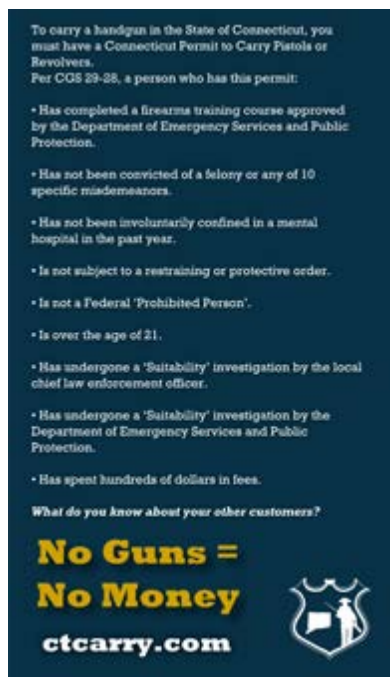 To carry a handgun in the State of Connecticut, you
must have a Connecticut Permit to Carry Pistols or
Revolvers.
Per CGS 29-28, a person who has this permit:
• Has completed a firearms training course approved
by the Department of Emergency Services and Public
Protection.
• Has not been convicted of a felony or any of 10
specific misdemeanors.
• Has not been involuntarily confined in a mental
hospital in the past year.
• Is not subject to a restraining or protective order.
• Is not a Federal 'Prohibited Person'.
• Is over the age of 21.
• Has undergone a 'Suitability' investigation by the local
chief law enforcement officer.
• Has undergone a 'Suitability' investigation by the
Department of Emergency Services and Public
Protection.
• Has spent hundreds of dollars in fees.
What do you know about your other customers?
No Guns =
No Money
ctcarry.com